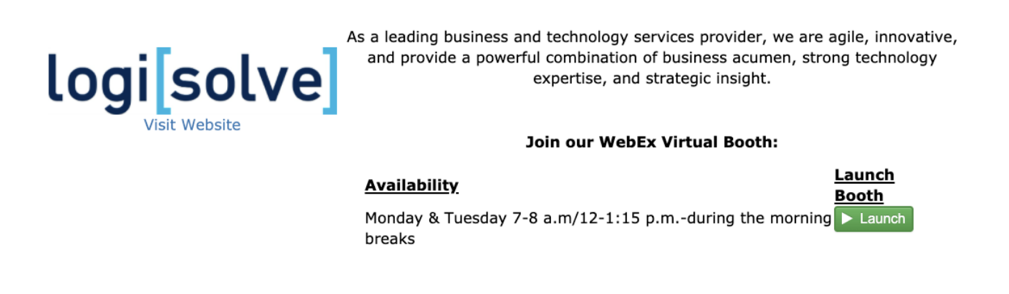 As a leading business and technology services provider, we are agile, innovative,
and provide a powerful combination of business acumen, strong technology
expertise, and strategic insight.
logi[solve]
Visit Website
Join our WebEx Virtual Booth:
Availability
Launch
Booth
Monday & Tuesday 7-8 a.m/12-1:15 p.m.-during the morning
breaks
Launch